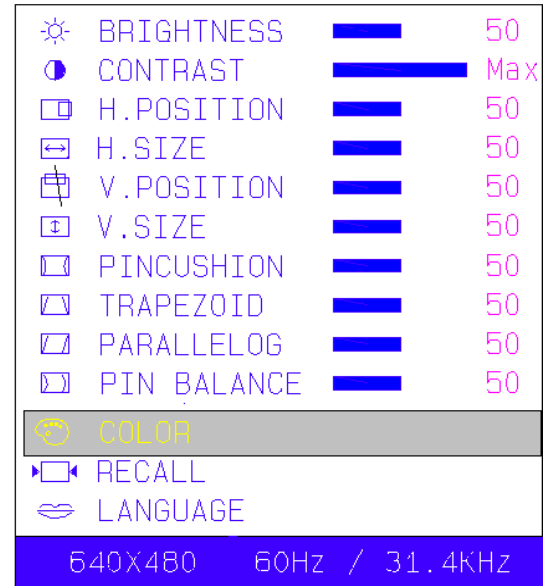 BRIGHTNESS 50
CONTRAST Max
H.POSITION 50
H.SIZE 50
V.POSITION 50
V.SIZE 50
PINCUSHION 50
TRAPEZOID 50
PARALLELOG 50
PIN BALANCE 50
COLOR
RECALL
LANGUAGE
640X480 60Hz / 31.4KHz